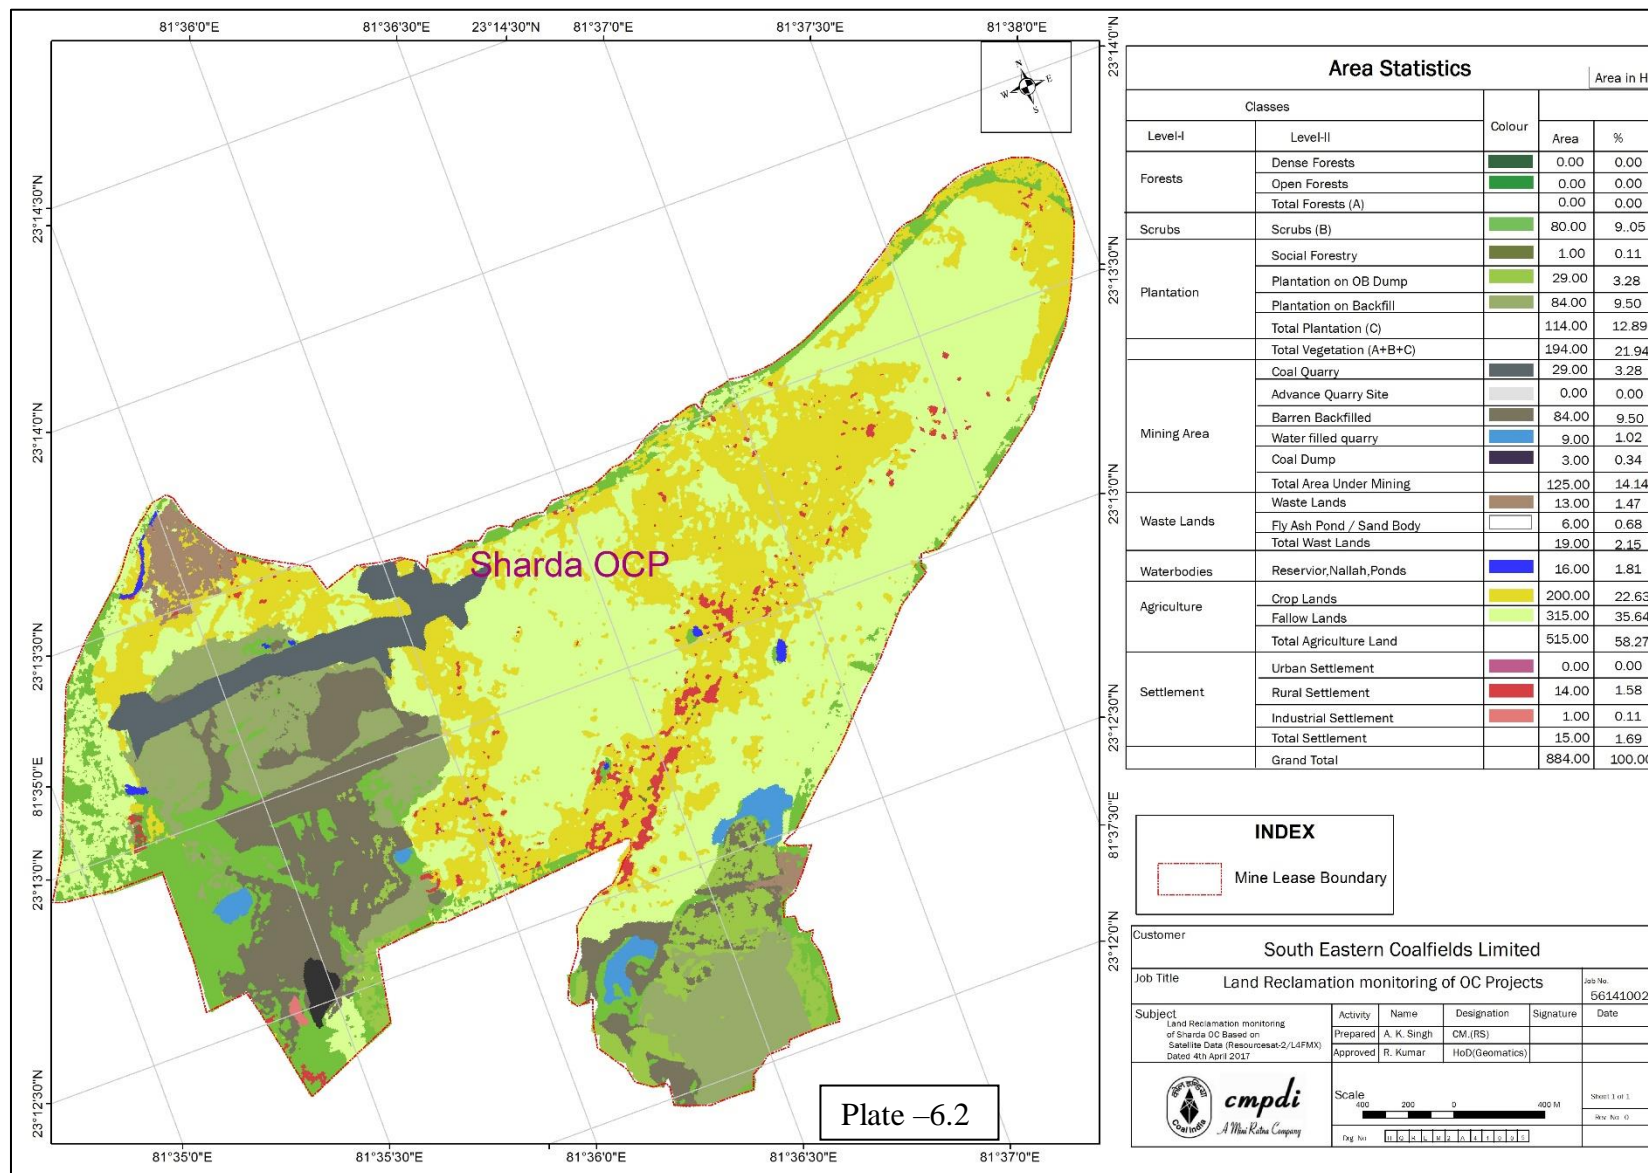 81°36'0"E 81°36'30"E 23°14'30"N 81°37'0"E 81°37'30"E 81°38'0"E
23°14'0"N
23°13'30"N
23°13'0"N
23°12'30"N
81°37'30"E
23°12'0"N
23°14'30"N
23°14'0"N
23°13'30"N
81°35'0"E
23°13'0"N
23°12'30"N
N
E
W
S
Sharda OCP
Plate –6.2
81°35'0"E 81°35'30"E 81°36'0"E 81°36'30"E 81°37'0"E
Area Statistics
Area in H
Classes Colour
Level-I Level-II Area %
Forests
Dense Forests 0.00 0.00
Open Forests 0.00 0.00
Total Forests (A) 0.00 0.00
Scrubs Scrubs (B) 80.00 9..05
Plantation
Social Forestry 1.00 0.11
Plantation on OB Dump 29.00 3.28
Plantation on Backfill 84.00 9.50
Total Plantation (C) 114.00 12.89
Total Vegetation (A+B+C) 194.00 21.94
Mining Area
Coal Quarry 29.00 3.28
Advance Quarry Site 0.00 0.00
Barren Backfilled 84.00 9.50
Water filled quarry 9.00 1.02
Coal Dump 3.00 0.34
Total Area Under Mining 125.00 14.14
Waste Lands
Waste Lands 13.00 1.47
Fly Ash Pond / Sand Body 6.00 0.68
Total Wast Lands 19.00 2.15
Waterbodies Reservior,Nallah,Ponds 16.00 1.81
Agriculture
Crop Lands 200.00 22.63
Fallow Lands 315.00 35.64
Total Agriculture Land 515.00 58.27
Settlement
Urban Settlement 0.00 0.00
Rural Settlement 14.00 1.58
Industrial Settlement 1.00 0.11
Total Settlement 15.00 1.69
Grand Total 884.00 100.00
INDEX
Mine Lease Boundary
Customer
South Eastern Coalfields Limited
Job Title Land Reclamation monitoring of OC Projects
Job No.
56141002
Subject
Land Reclamation monitoring
of Sharda OC Based on
Satellite Data (Resourcesat-2/L4FMX)
Dated 4th April 2017
Activity Name Designation Signature Date
Prepared A. K. Singh CM.(RS)
Approved R. Kumar HoD(Geomatics)
Coal India
cmpdi
A Mini Ratna Company
Scale
400 200 0 400 M
Sheet 1 of 1
Rev. No. 0
Drg. No